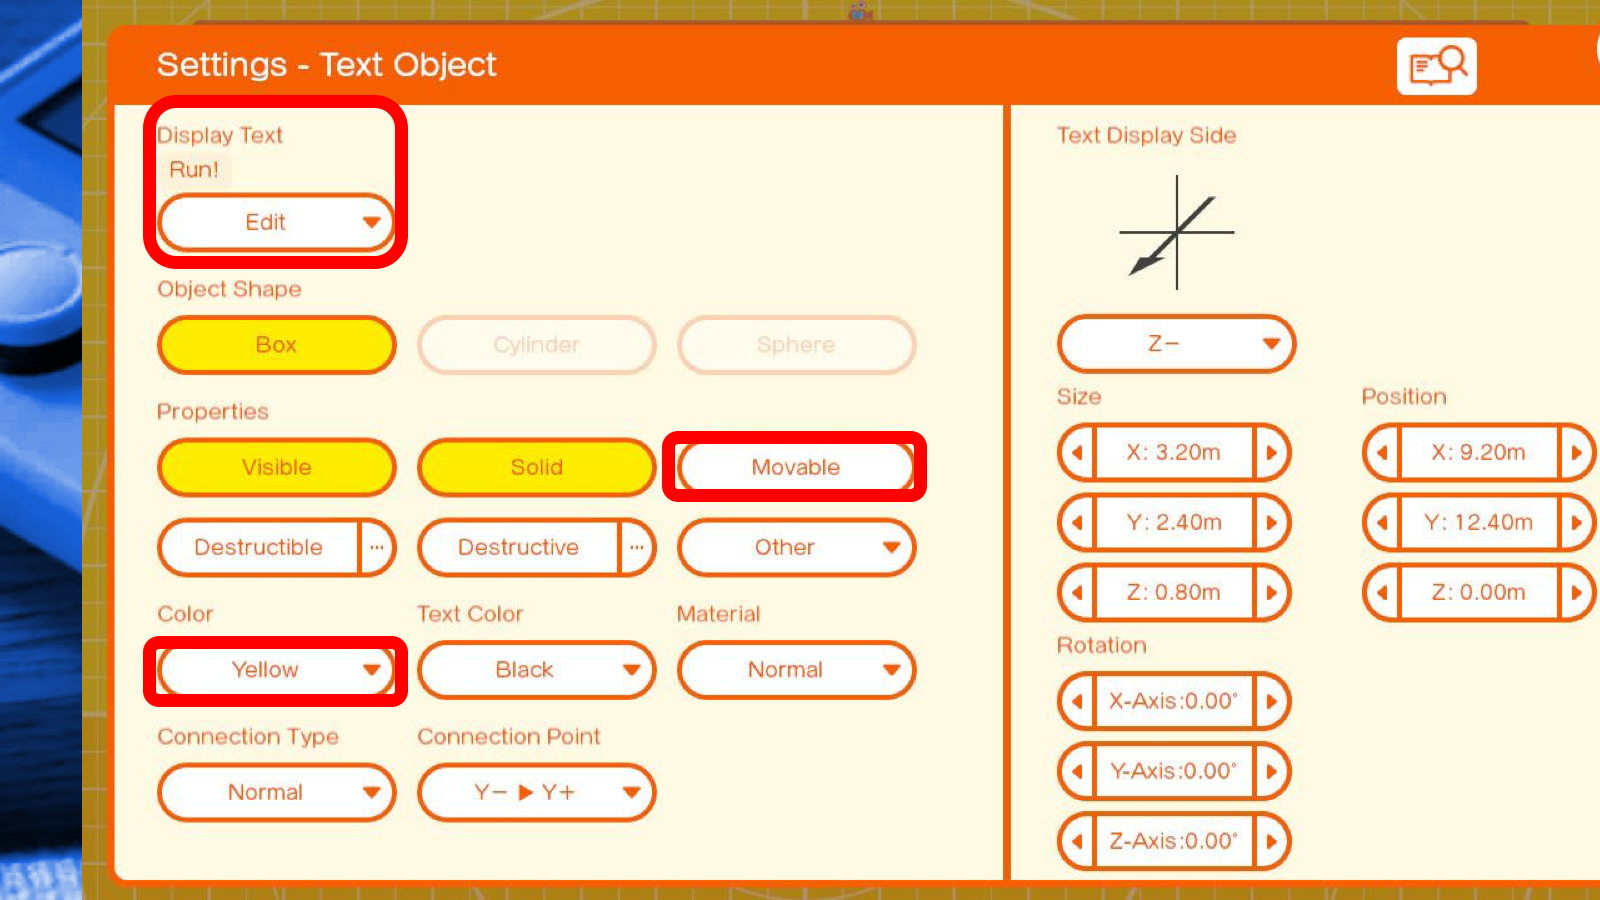 Settings - Text Object
Display Text
Run!
Edit
Object Shape
Box Cylinder Sphere
Properties
Visible Solid Movable
Destructible ... Destructive ... Other
Color Text Color Material
Yellow Black Normal
Connection Type Connection Point
Normal Y− ▶ Y+
Text Display Side
Z−
Size Position
X: 3.20m X: 9.20m
Y: 2.40m Y: 12.40m
Z: 0.80m Z: 0.00m
Rotation
X-Axis:0.00°
Y-Axis:0.00°
Z-Axis:0.00°